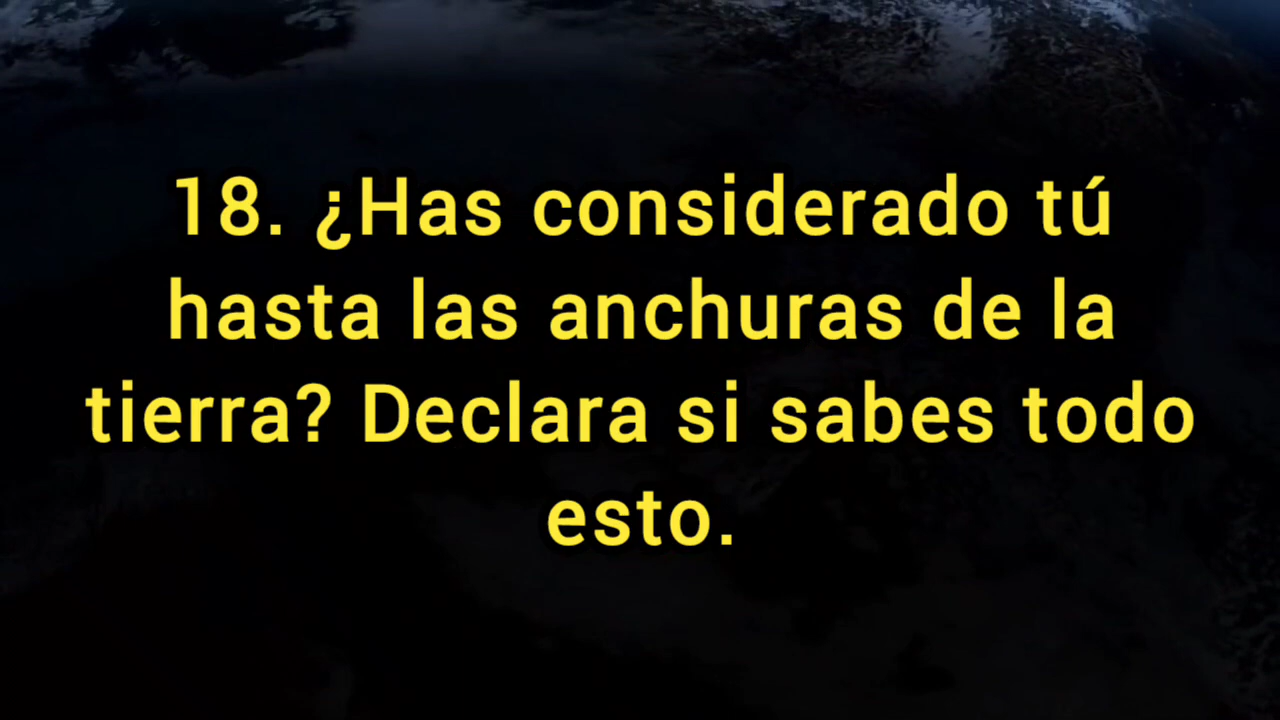 18. ¿Has considerado tú
hasta las anchuras de la
tierra? Declara si sabes todo
esto.